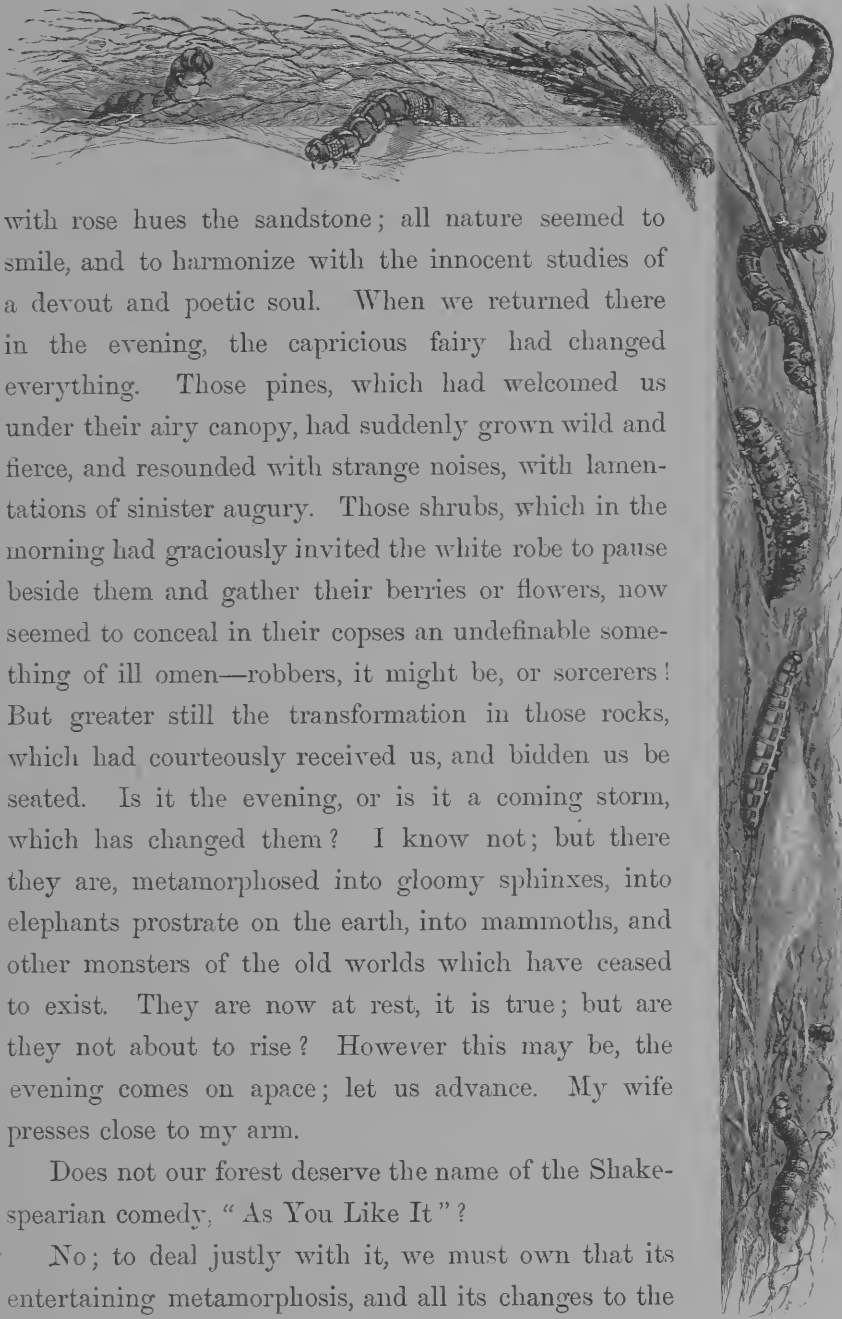 with rose hues the sandstone; all nature seemed to
smile, and to harmonize with the innocent studies of
a devout and poetic soul. When we returned there
in the evening, the capricious fairy had changed
everything. Those pines, which had welcomed us
under their airy canopy, had suddenly grown wild and
fierce, and resounded with strange noises, with lamen-
tations of sinister augury. Those shrubs, which in the
morning had graciously invited the white robe to pause
beside them and gather their berries or flowers, now
seemed to conceal in their copses an undefinable some-
thing of ill omen—robbers, it might be, or sorcerers!
But greater still the transformation in those rocks,
which had courteously received us, and bidden us be
seated. Is it the evening, or is it a coming storm,
which has changed them? I know not; but there
they are, metamorphosed into gloomy sphinxes, into
elephants prostrate on the earth, into mammoths, and
other monsters of the old worlds which have ceased
to exist. They are now at rest, it is true; but are
they not about to rise? However this may be, the
evening comes on apace; let us advance. My wife
presses close to my arm.
Does not our forest deserve the name of the Shake-
spearian comedy, “As You Like It”?
No; to deal justly with it, we must own that its
entertaining metamorphosis, and all its changes to the